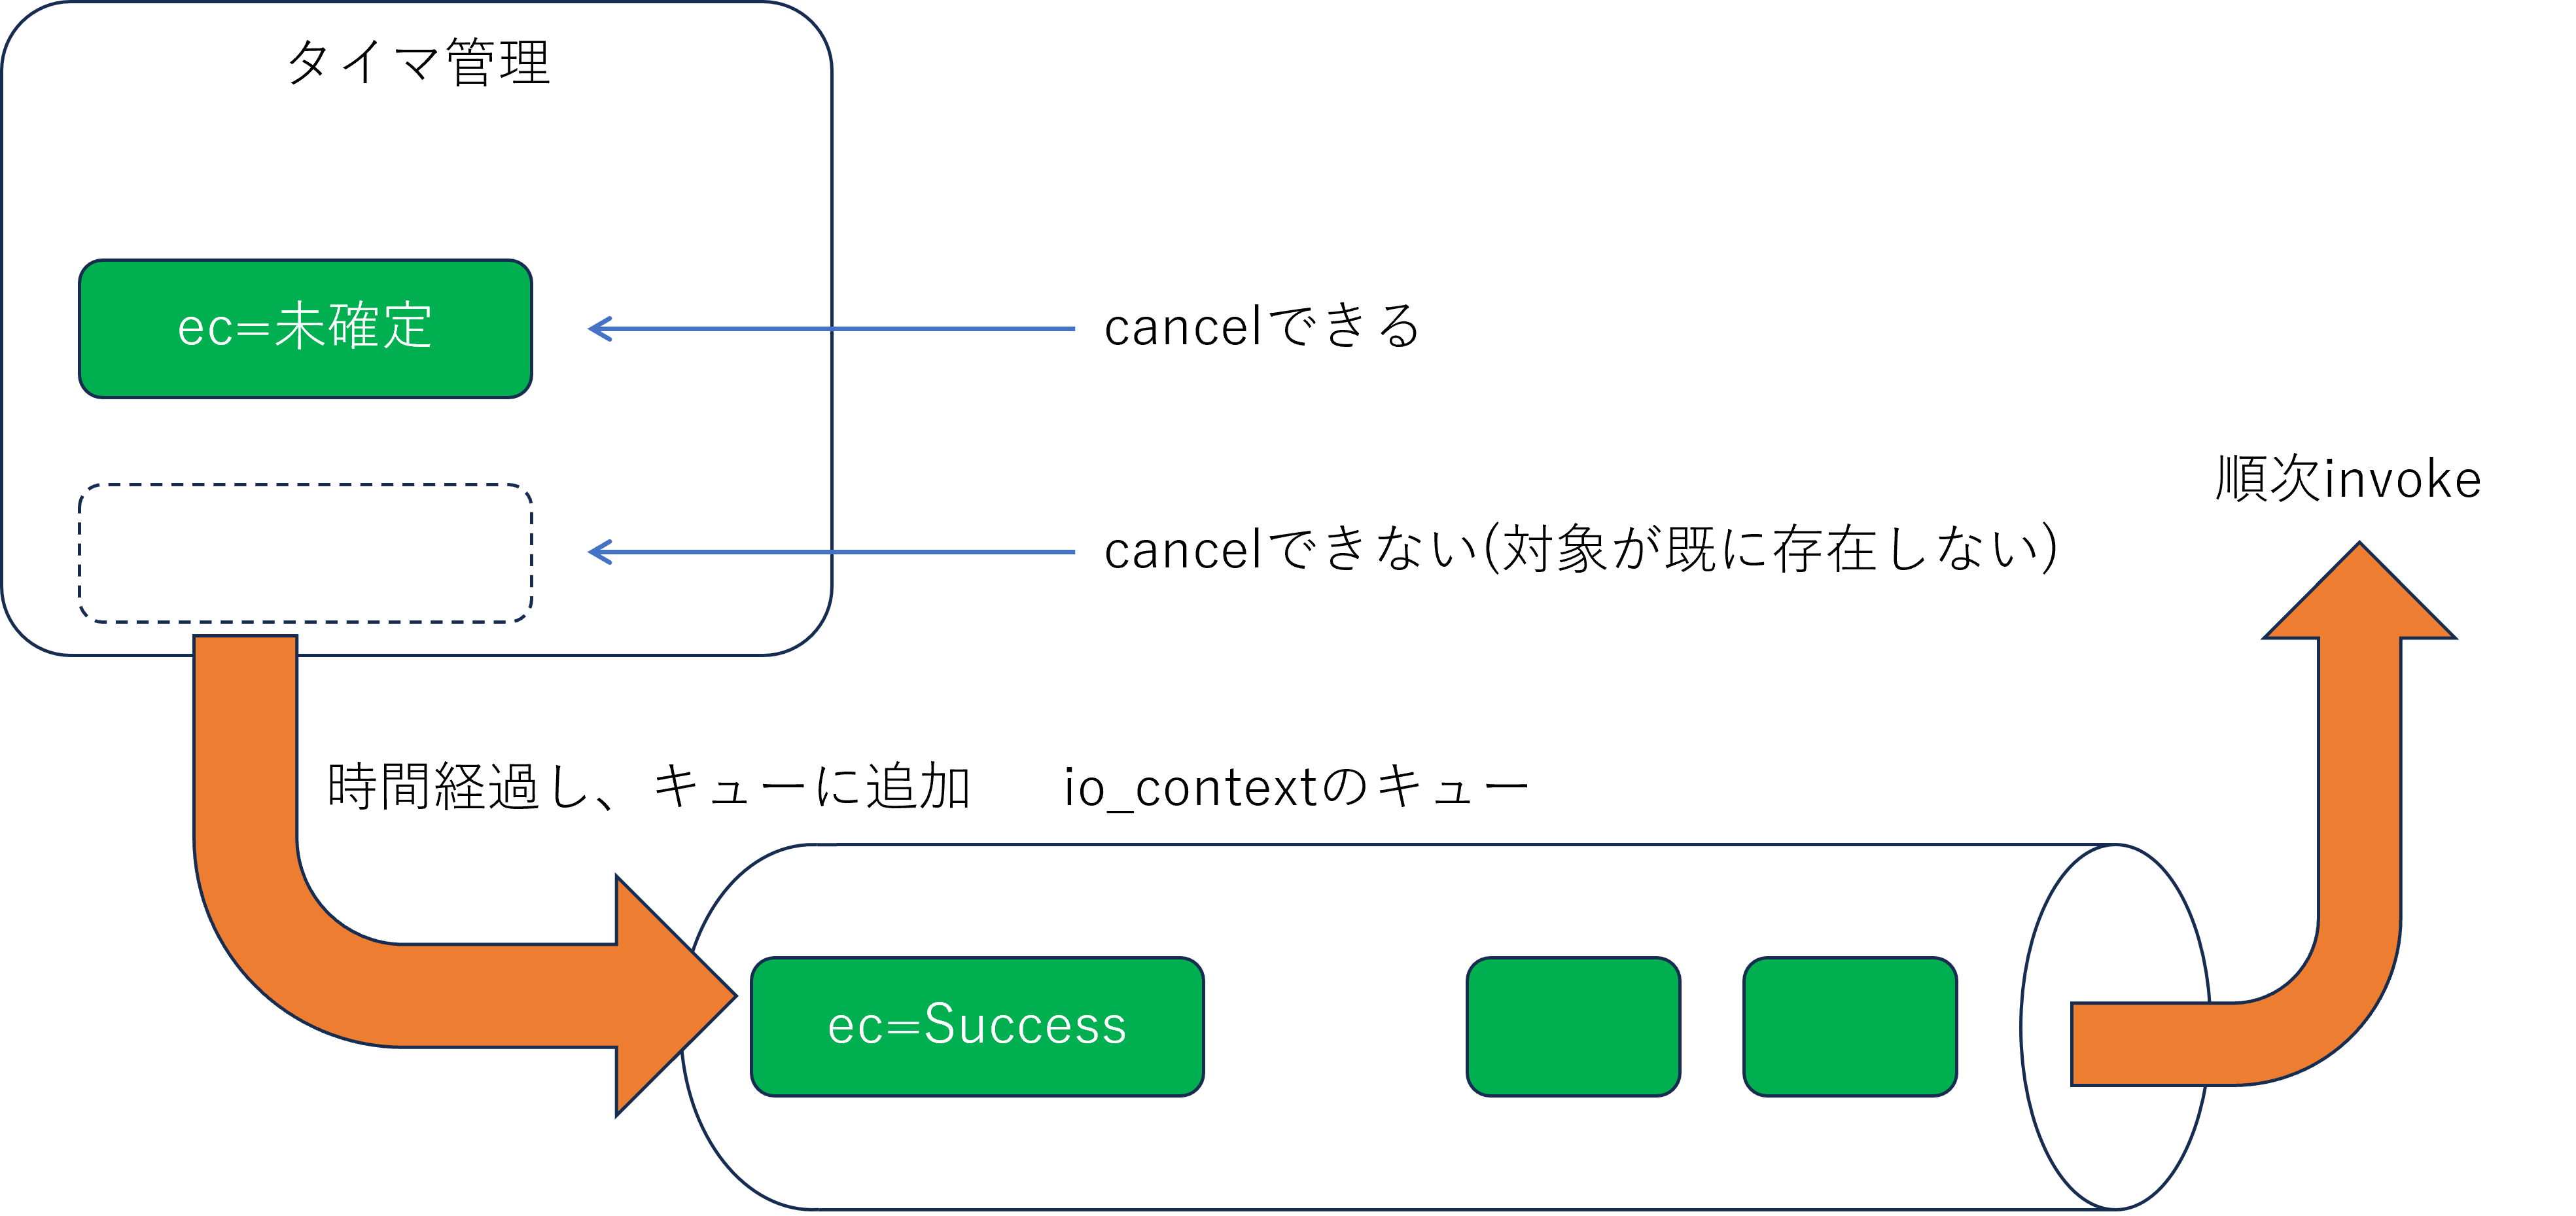 タイマ管理
ec=未確定
cancelできる
cancelできない(対象が既に存在しない)
順次invoke
時間経過し、キューに追加
io_contextのキュー
ec=Success